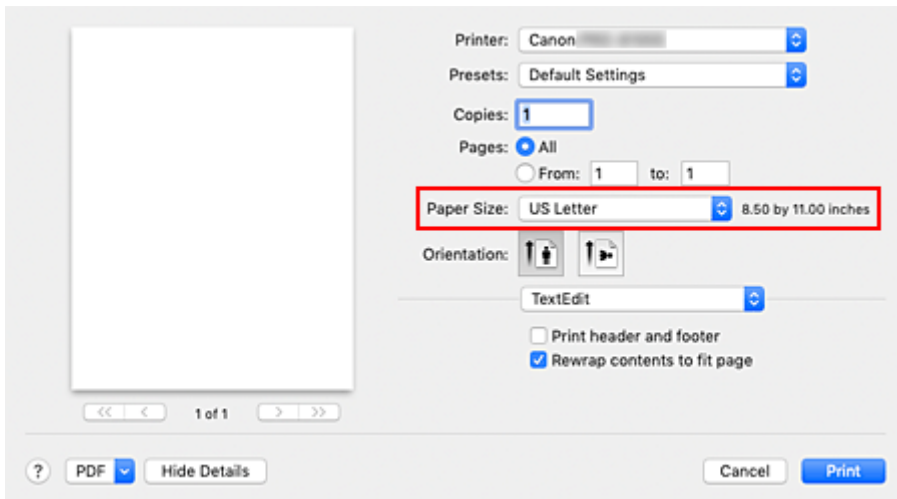 Printer: Canon
Presets: Default Settings
Copies: 1
Pages: All
From: 1 to: 1
Paper Size: US Letter 8.50 by 11.00 inches
Orientation:
TextEdit
Print header and footer
Rewrap contents to fit page
<< < 1 of 1 > >>
? PDF Hide Details Cancel Print